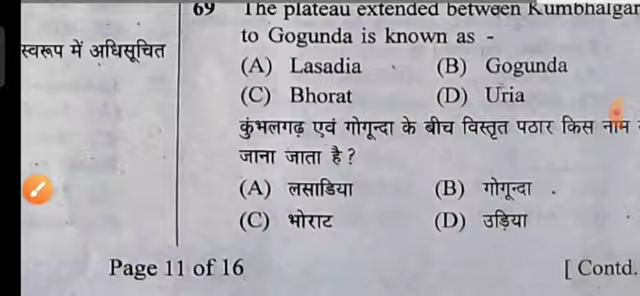 स्वरूप में अधिसूचित
69 The plateau extended between Kumbhalgar
to Gogunda is known as -
(A) Lasadia (B) Gogunda
(C) Bhorat (D) Uria
कुंभलगढ़ एवं गोगून्दा के बीच विस्तृत पठार किस नाम
जाना जाता है ?
(A) लसाडिया (B) गोगून्दा
(C) भोराट (D) उड़िया
Page 11 of 16 [ Contd.